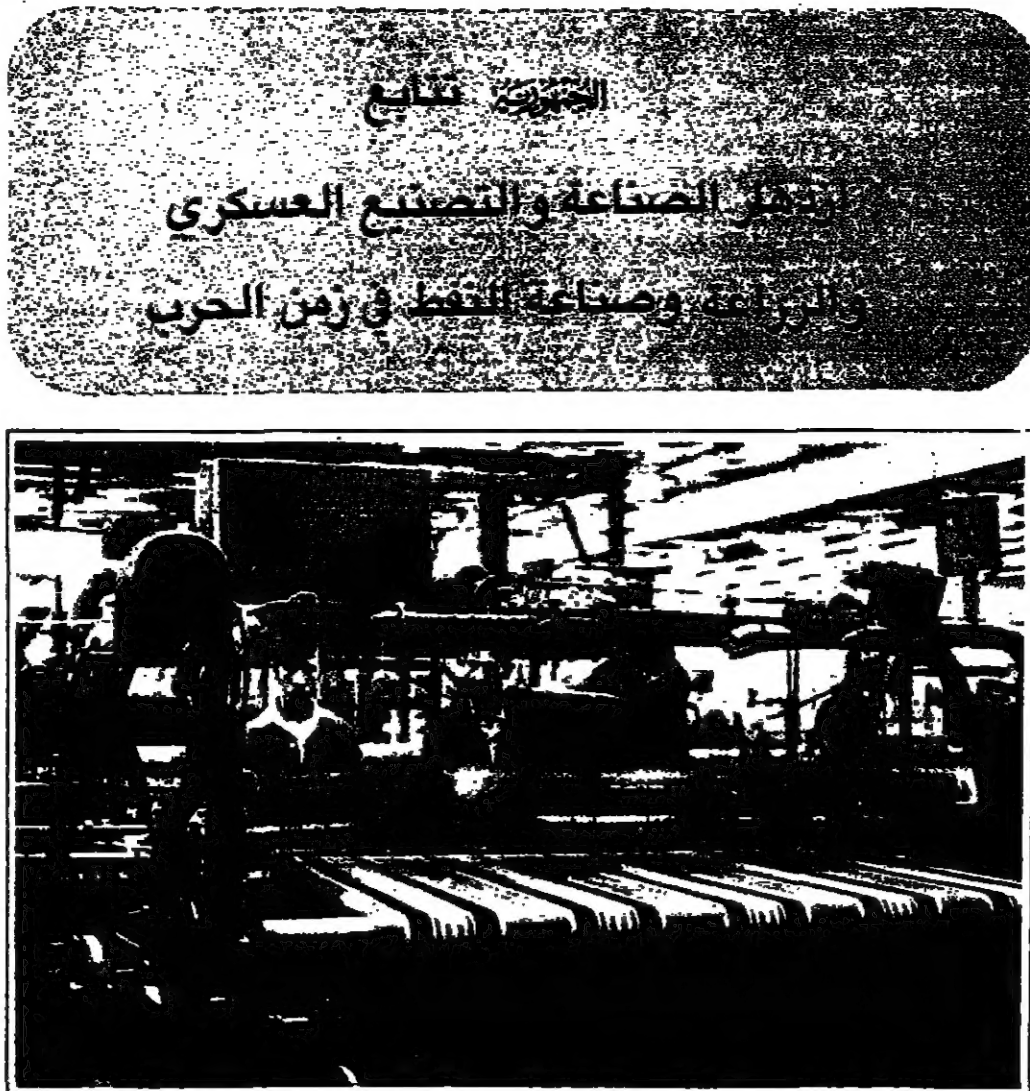 الجمهورية تتابع
ازدهار الصناعة والتصنيع العسكري
والزراعة وصناعة النفط في زمن الحرب